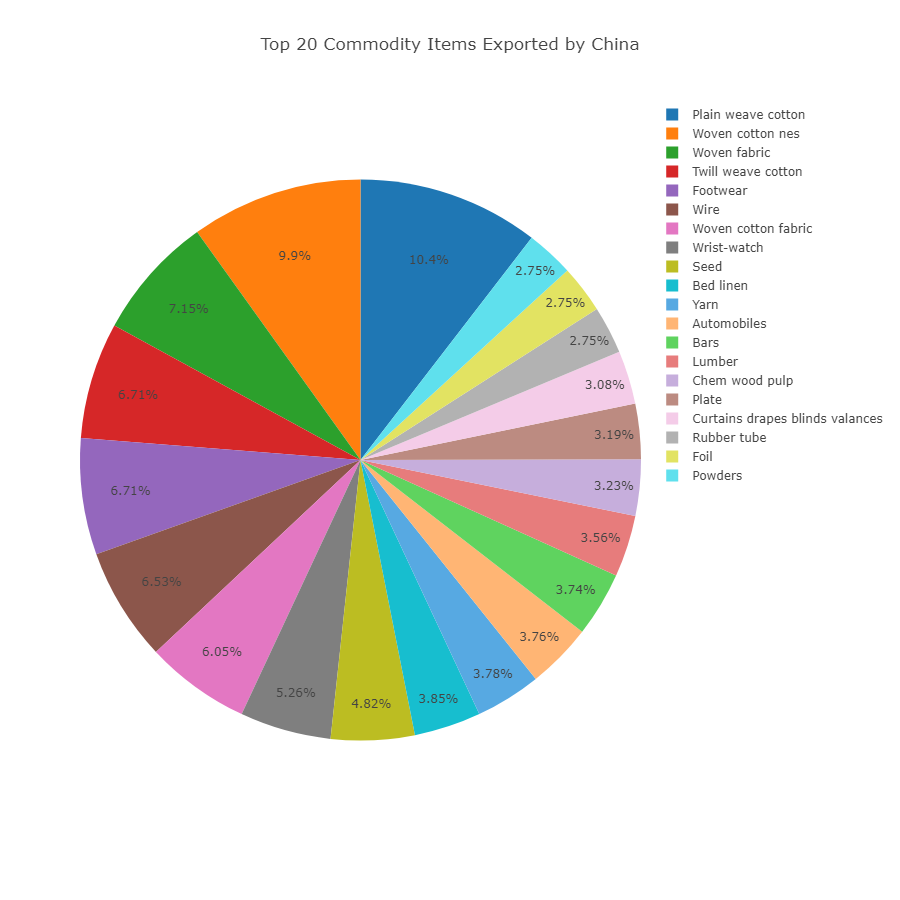 Top 20 Commodity Items Exported by China
Plain weave cotton
Woven cotton nes
Woven fabric
Twill weave cotton
Footwear
Wire
Woven cotton fabric
Wrist-watch
Seed
Bed linen
Yarn
Automobiles
Bars
Lumber
Chem wood pulp
Plate
Curtains drapes blinds valances
Rubber tube
Foil
Powders
10.4%
9.9%
7.15%
6.71%
6.71%
6.53%
6.05%
5.26%
4.82%
3.85%
3.78%
3.76%
3.74%
3.56%
3.23%
3.19%
3.08%
2.75%
2.75%
2.75%